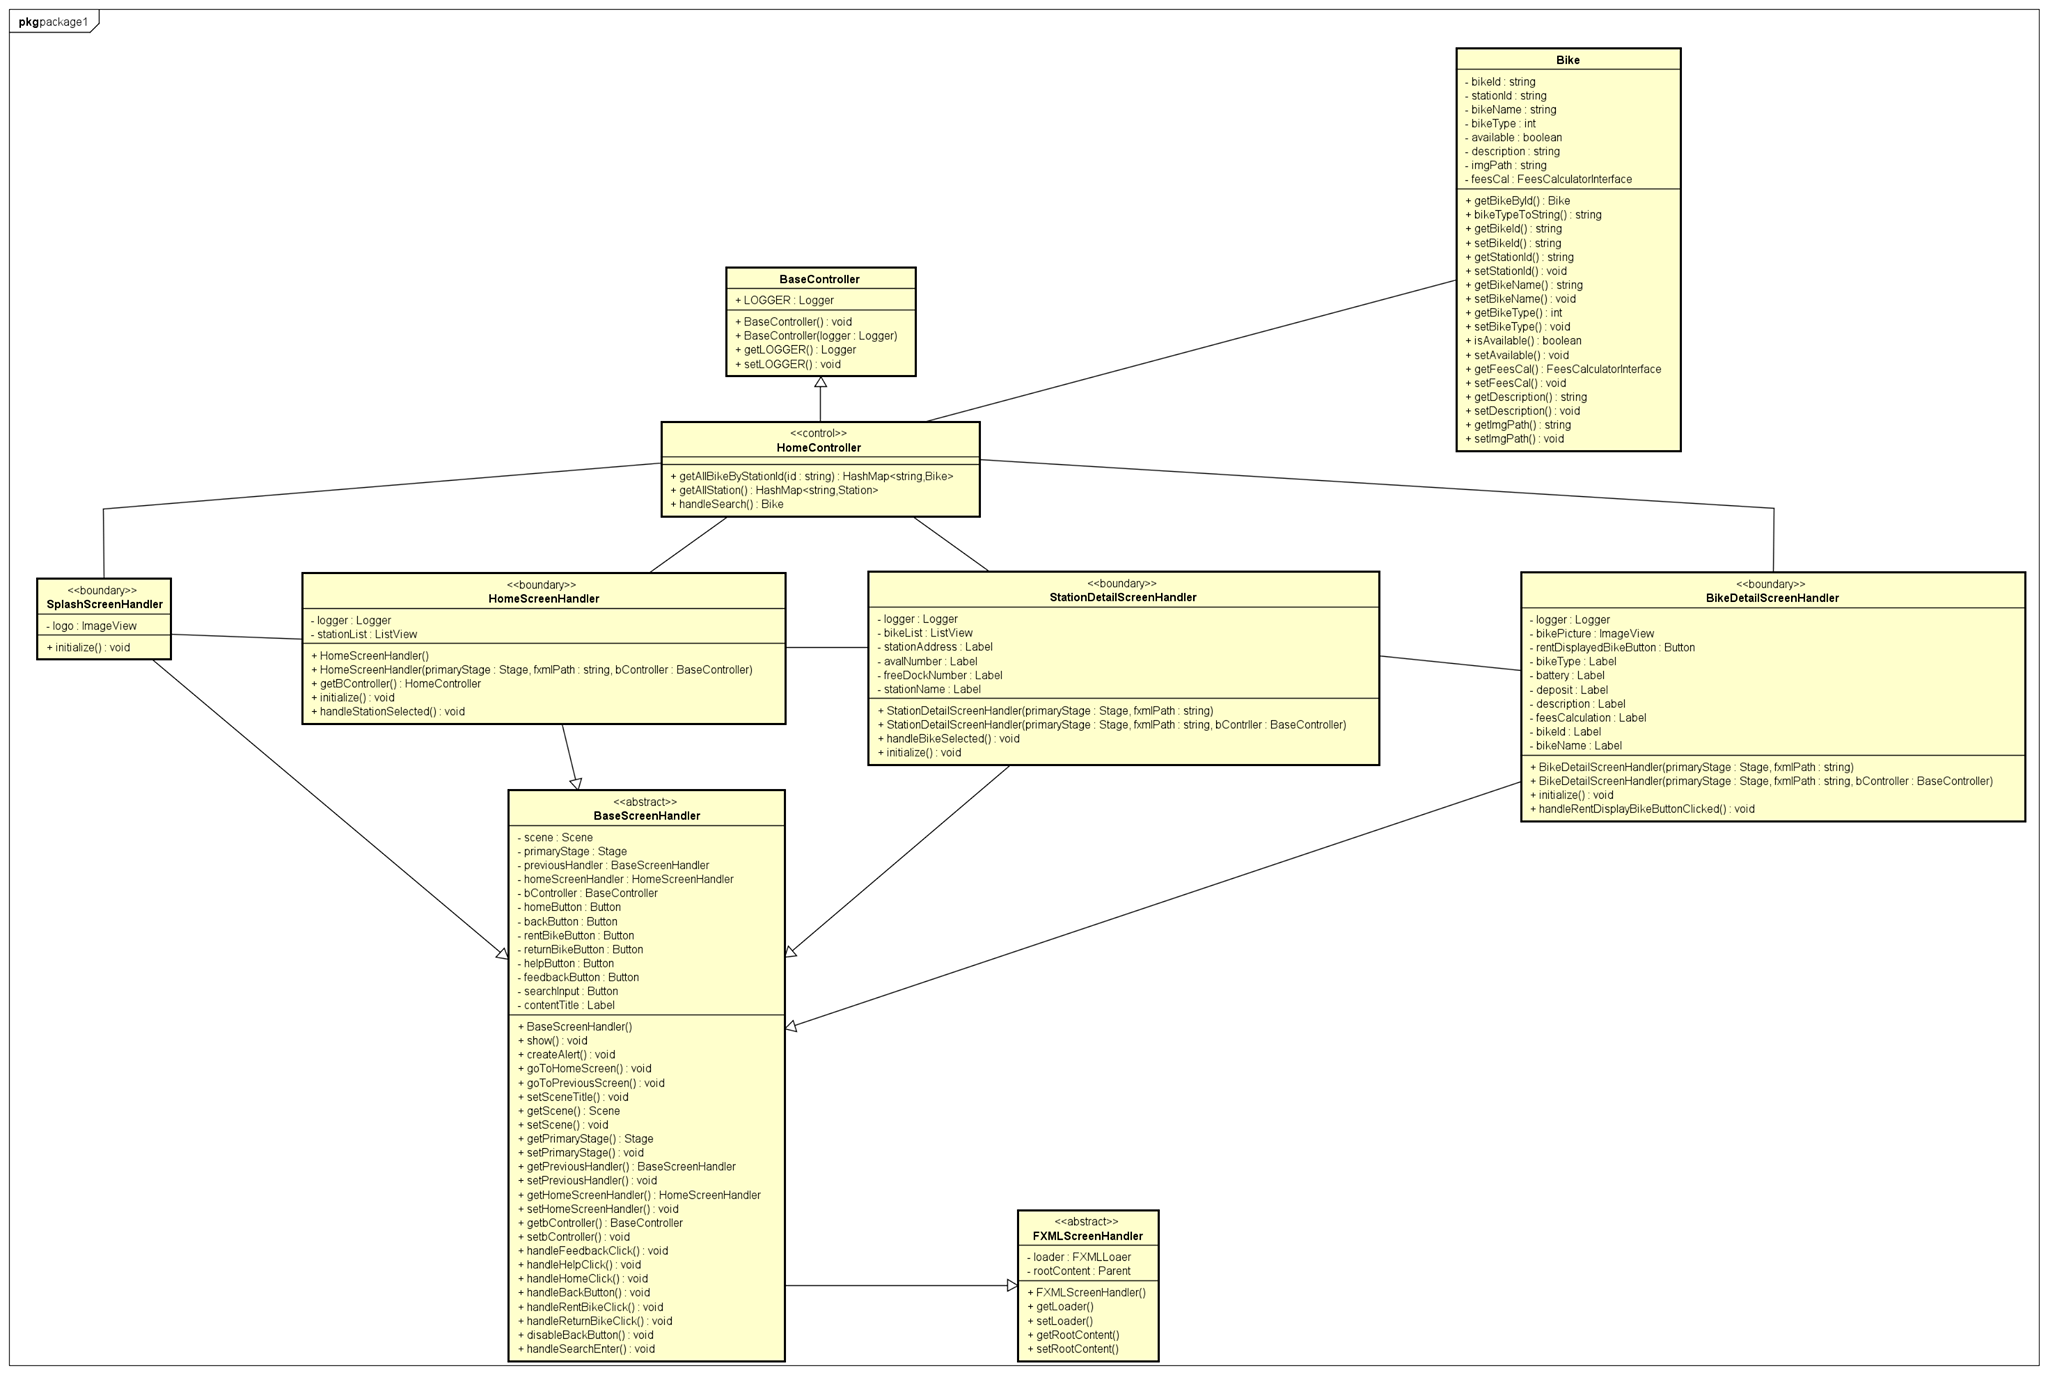 pkg package1
Bike
- bikeId : string
- stationId : string
- bikeName : string
- bikeType : int
- available : boolean
- description : string
- imgPath : string
- feesCal : FeesCalculatorInterface
+ getBikeById() : Bike
+ bikeTypeToString() : string
+ getBikeId() : string
+ setBikeId() : string
+ getStationId() : string
+ setStationId() : void
+ getBikeName() : string
+ setBikeName() : void
+ getBikeType() : int
+ setBikeType() : void
+ isAvailable() : boolean
+ setAvailable() : void
+ getFeesCal() : FeesCalculatorInterface
+ setFeesCal() : void
+ getDescription() : string
+ setDescription() : void
+ getImgPath() : string
+ setImgPath() : void
BaseController
+ LOGGER : Logger
+ BaseController() : void
+ BaseController(logger : Logger)
+ getLOGGER() : Logger
+ setLOGGER() : void
<<control>>
HomeController
+ getAllBikeByStationId(id : string) : HashMap<string,Bike>
+ getAllStation() : HashMap<string,Station>
+ handleSearch() : Bike
<<boundary>>
SplashScreenHandler
- logo : ImageView
+ initialize() : void
<<boundary>>
HomeScreenHandler
- logger : Logger
- stationList : ListView
+ HomeScreenHandler()
+ HomeScreenHandler(primaryStage : Stage, fxmlPath : string, bController : BaseController)
+ getBController() : HomeController
+ initialize() : void
+ handleStationSelected() : void
<<boundary>>
StationDetailScreenHandler
- logger : Logger
- bikeList : ListView
- stationAddress : Label
- avalNumber : Label
- freeDockNumber : Label
- stationName : Label
+ StationDetailScreenHandler(primaryStage : Stage, fxmlPath : string)
+ StationDetailScreenHandler(primaryStage : Stage, fxmlPath : string, bContrller : BaseController)
+ handleBikeSelected() : void
+ initialize() : void
<<boundary>>
BikeDetailScreenHandler
- logger : Logger
- bikePicture : ImageView
- rentDisplayedBikeButton : Button
- bikeType : Label
- battery : Label
- deposit : Label
- description : Label
- feesCalculation : Label
- bikeId : Label
- bikeName : Label
+ BikeDetailScreenHandler(primaryStage : Stage, fxmlPath : string)
+ BikeDetailScreenHandler(primaryStage : Stage, fxmlPath : string, bController : BaseController)
+ initialize() : void
+ handleRentDisplayBikeButtonClicked() : void
<<abstract>>
BaseScreenHandler
- scene : Scene
- primaryStage : Stage
- previousHandler : BaseScreenHandler
- homeScreenHandler : HomeScreenHandler
- bController : BaseController
- homeButton : Button
- backButton : Button
- rentBikeButton : Button
- returnBikeButton : Button
- helpButton : Button
- feedbackButton : Button
- searchInput : Button
- contentTitle : Label
+ BaseScreenHandler()
+ show() : void
+ createAlert() : void
+ goToHomeScreen() : void
+ goToPreviousScreen() : void
+ setSceneTitle() : void
+ getScene() : Scene
+ setScene() : void
+ getPrimaryStage() : Stage
+ setPrimaryStage() : void
+ getPreviousHandler() : BaseScreenHandler
+ setPreviousHandler() : void
+ getHomeScreenHandler() : HomeScreenHandler
+ setHomeScreenHandler() : void
+ getbController() : BaseController
+ setbController() : void
+ handleFeedbackClick() : void
+ handleHelpClick() : void
+ handleHomeClick() : void
+ handleBackButton() : void
+ handleRentBikeClick() : void
+ handleReturnBikeClick() : void
+ disableBackButton() : void
+ handleSearchEnter() : void
<<abstract>>
FXMLScreenHandler
- loader : FXMLLoaer
- rootContent : Parent
+ FXMLScreenHandler()
+ getLoader()
+ setLoader()
+ getRootContent()
+ setRootContent()